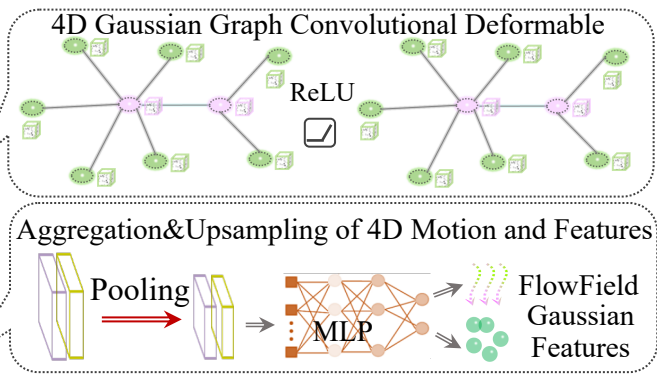 4D Gaussian Graph Convolutional Deformable
ReLU
Aggregation&Upsampling of 4D Motion and Features
Pooling
MLP
FlowField
Gaussian
Features